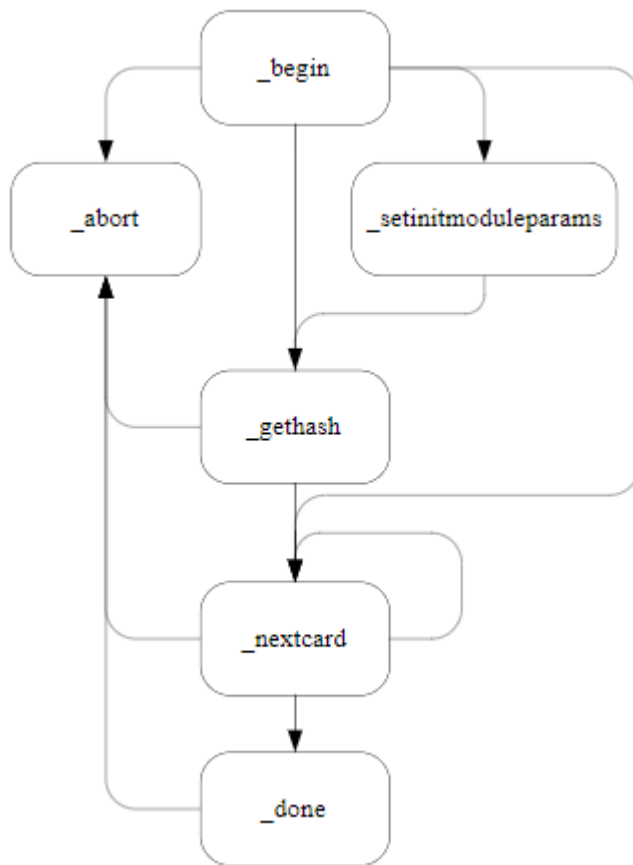 _begin
_abort
_setinitmoduleparams
_gethash
_nextcard
_done